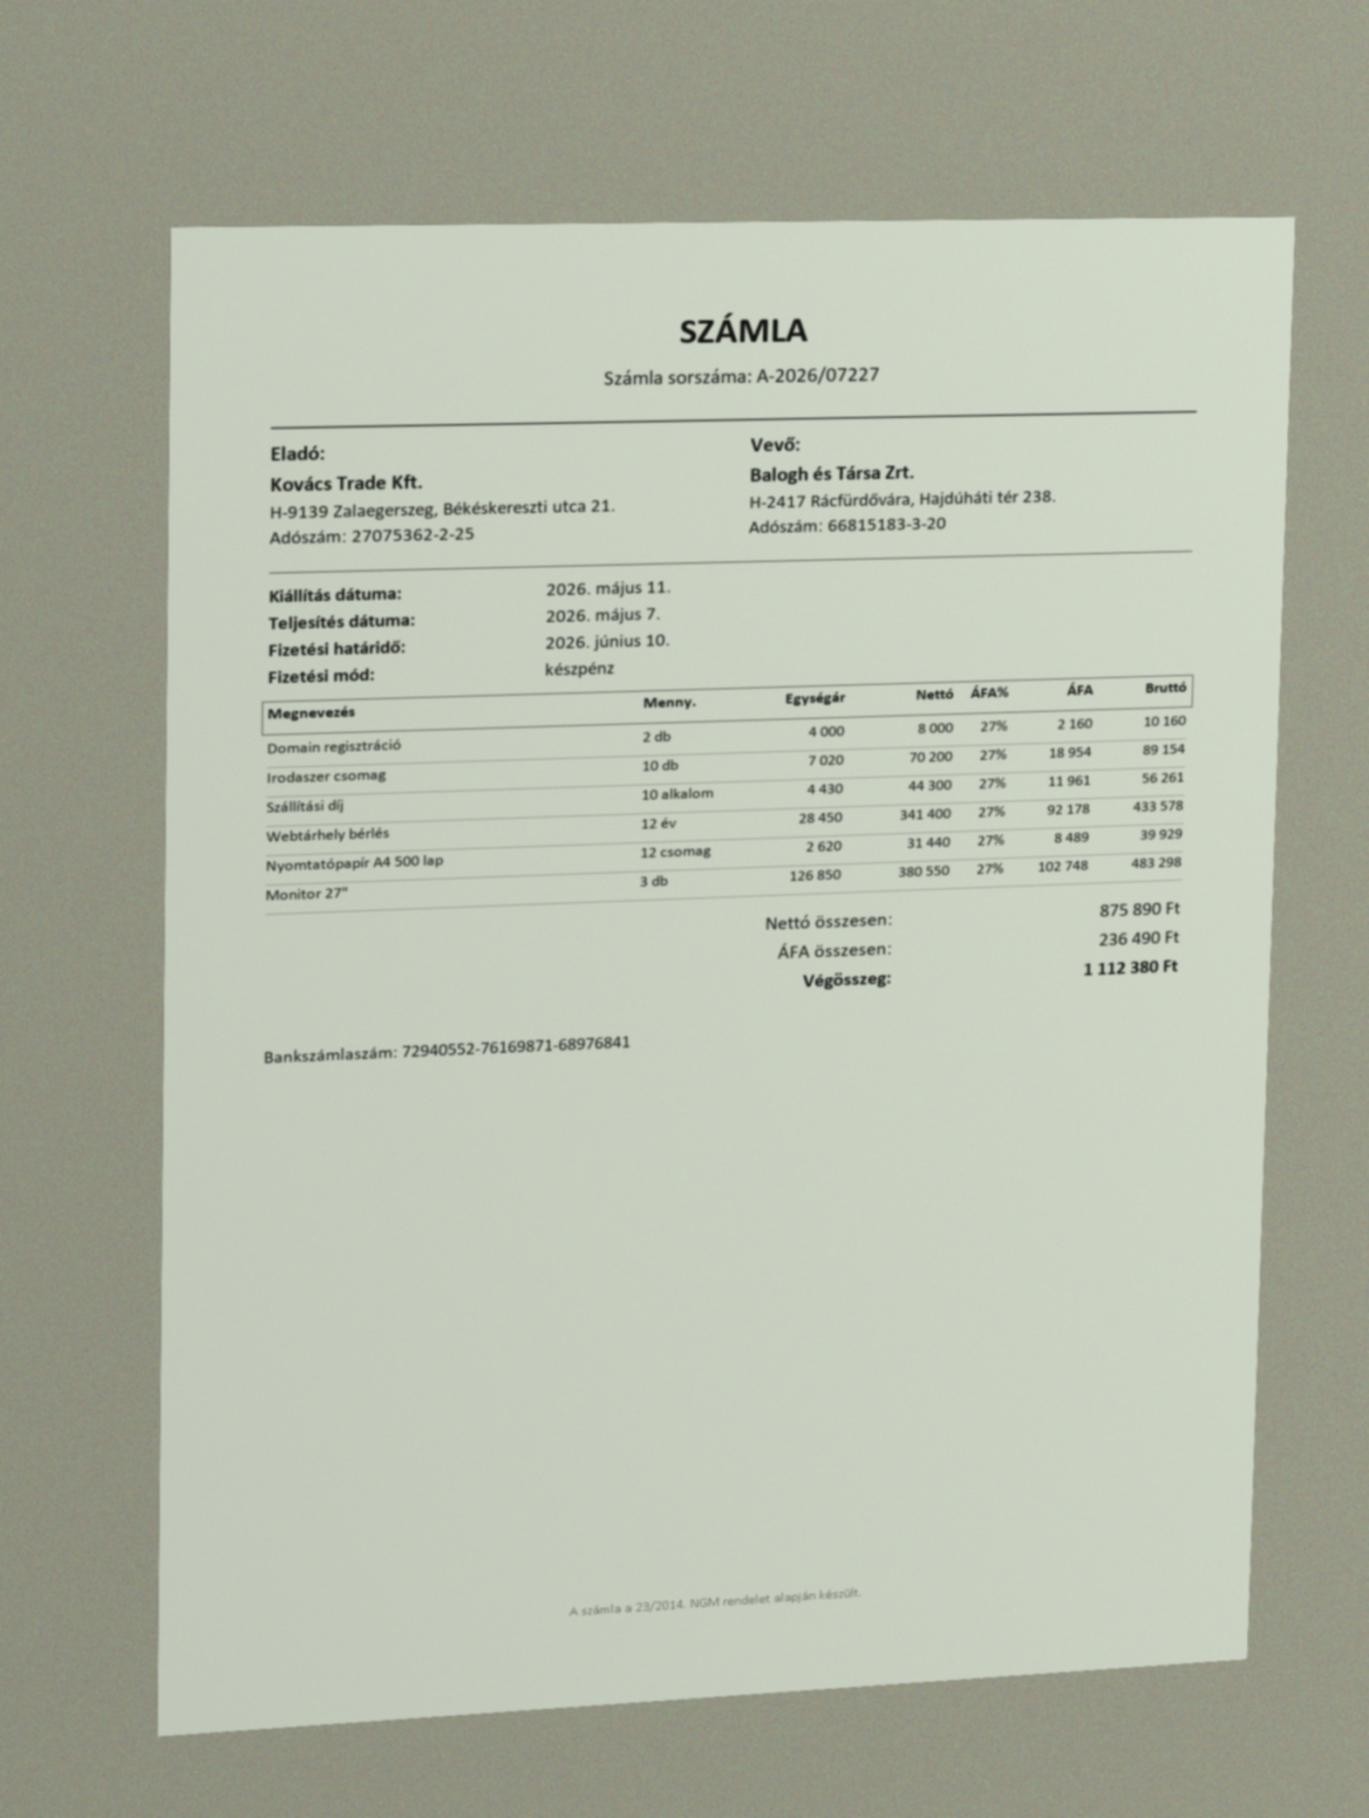 SZÁMLA
Számla sorszáma: A-2026/07227
Eladó:
Kovács Trade Kft.
H-9139 Zalaegerszeg, Békéskereszti utca 21.
Adószám: 27075362-2-25
Vevő:
Balogh és Társa Zrt.
H-2417 Rácfürdővára, Hajdúháti tér 238.
Adószám: 66815183-3-20
Kiállítás dátuma: 2026. május 11.
Teljesítés dátuma: 2026. május 7.
Fizetési határidő: 2026. június 10.
Fizetési mód: készpénz
Megnevezés Menny. Egységár Nettó ÁFA% ÁFA Bruttó
Domain regisztráció 2 db 4 000 8 000 27% 2 160 10 160
Irodaszer csomag 10 db 7 020 70 200 27% 18 954 89 154
Szállítási díj 10 alkalom 4 430 44 300 27% 11 961 56 261
Webtárhely bérlés 12 év 28 450 341 400 27% 92 178 433 578
Nyomtatópapír A4 500 lap 12 csomag 2 620 31 440 27% 8 489 39 929
Monitor 27" 3 db 126 850 380 550 27% 102 748 483 298
Nettó összesen: 875 890 Ft
ÁFA összesen: 236 490 Ft
Végösszeg: 1 112 380 Ft
Bankszámlaszám: 72940552-76169871-68976841
A számla a 23/2014. NGM rendelet alapján készült.